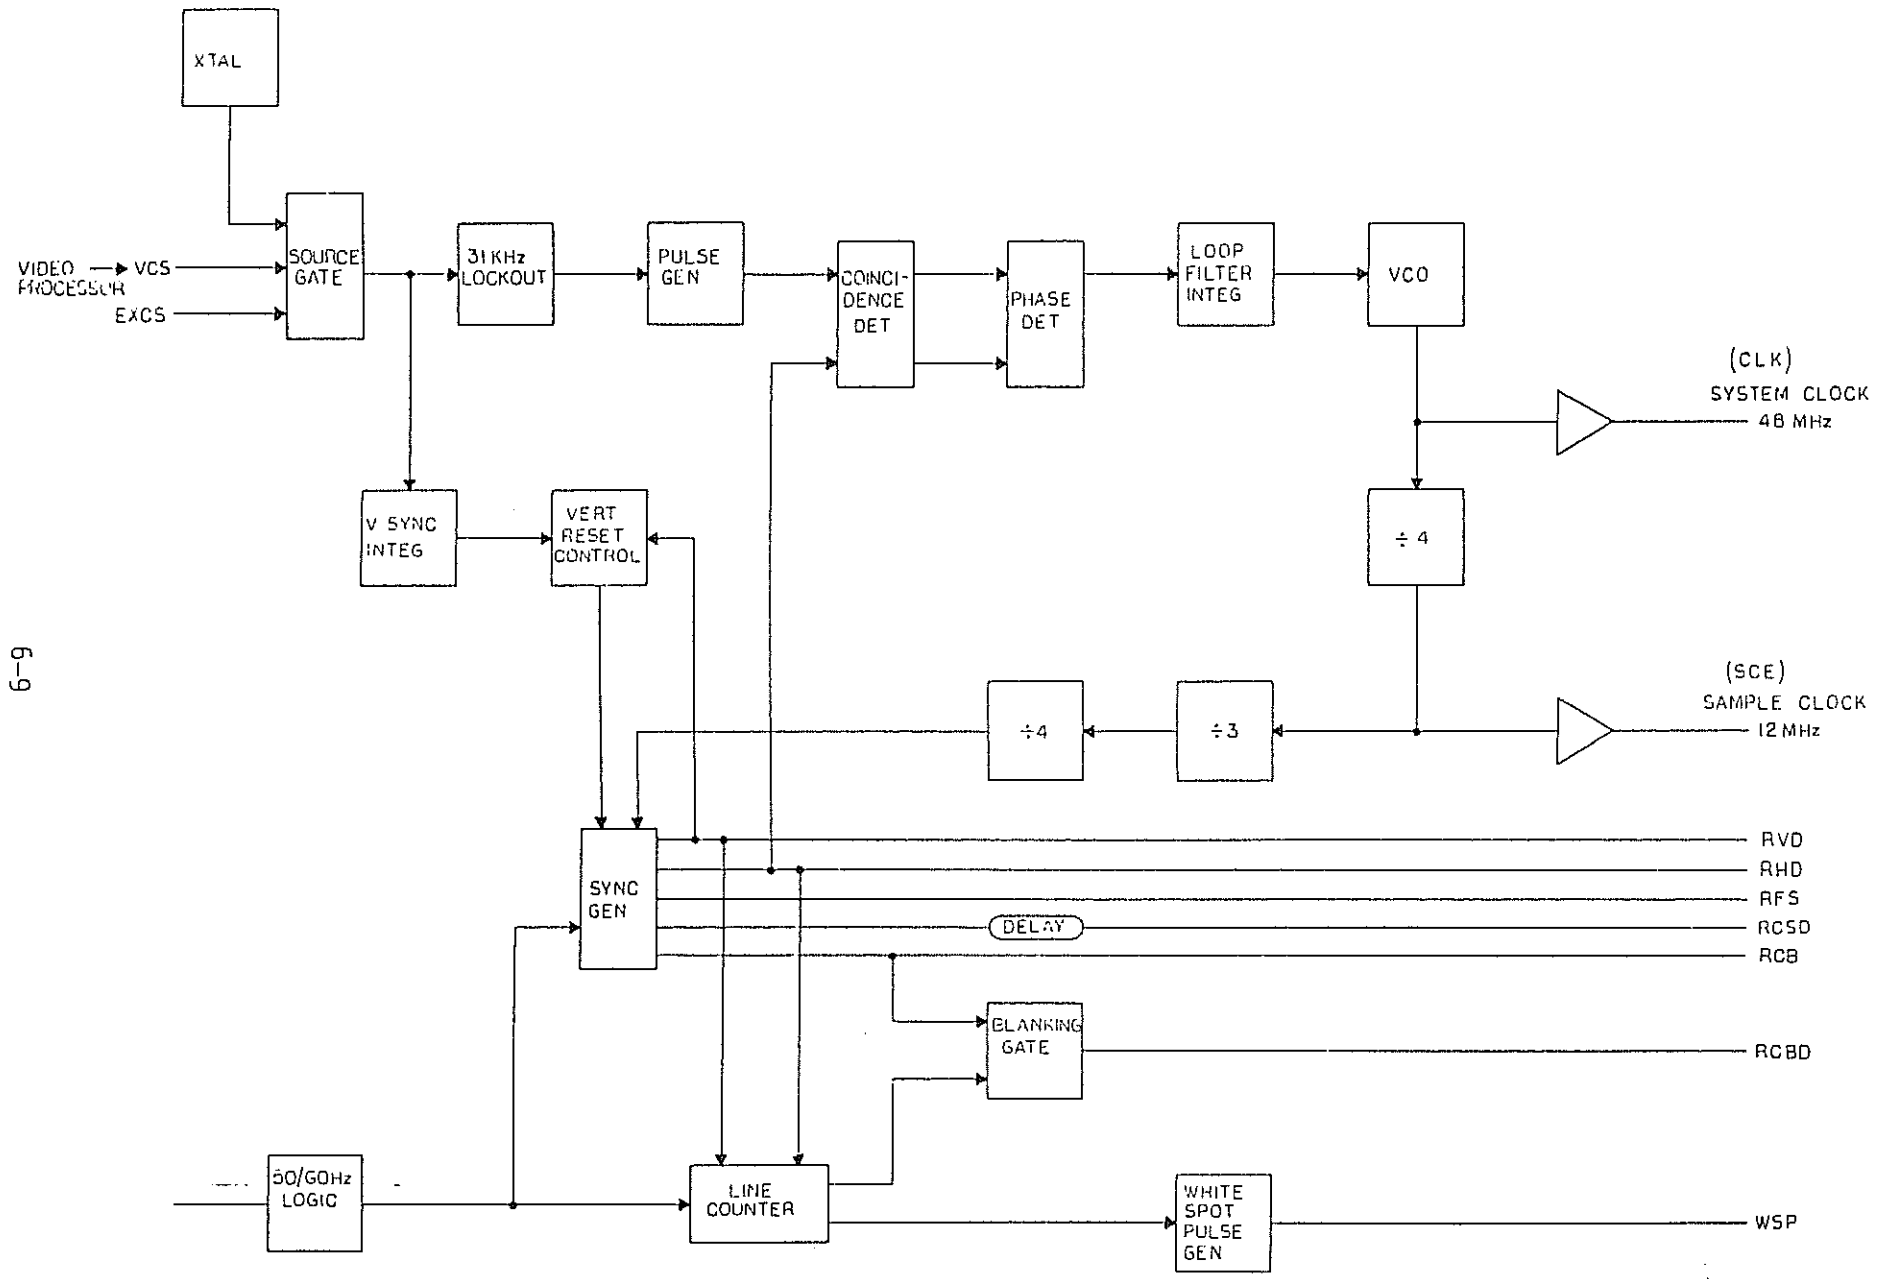 XTAL
SOURCE
GATE
VIDEO
PROCESSOR
VCS
EXCS
31KHz
LOCKOUT
PULSE
GEN
COINCI-
DENCE
DET
PHASE
DET
LOOP
FILTER
INTEG
VCO
(CLK)
SYSTEM CLOCK
48 MHz
V SYNC
INTEG
VERT
RESET
CONTROL
÷ 4
6-9
÷4
÷3
(SCE)
SAMPLE CLOCK
12MHz
SYNC
GEN
RVD
RHD
RFS
DELAY
RCSD
RCB
BLANKING
GATE
RCBD
50/60Hz
LOGIC
LINE
COUNTER
WHITE
SPOT
PULSE
GEN
WSP